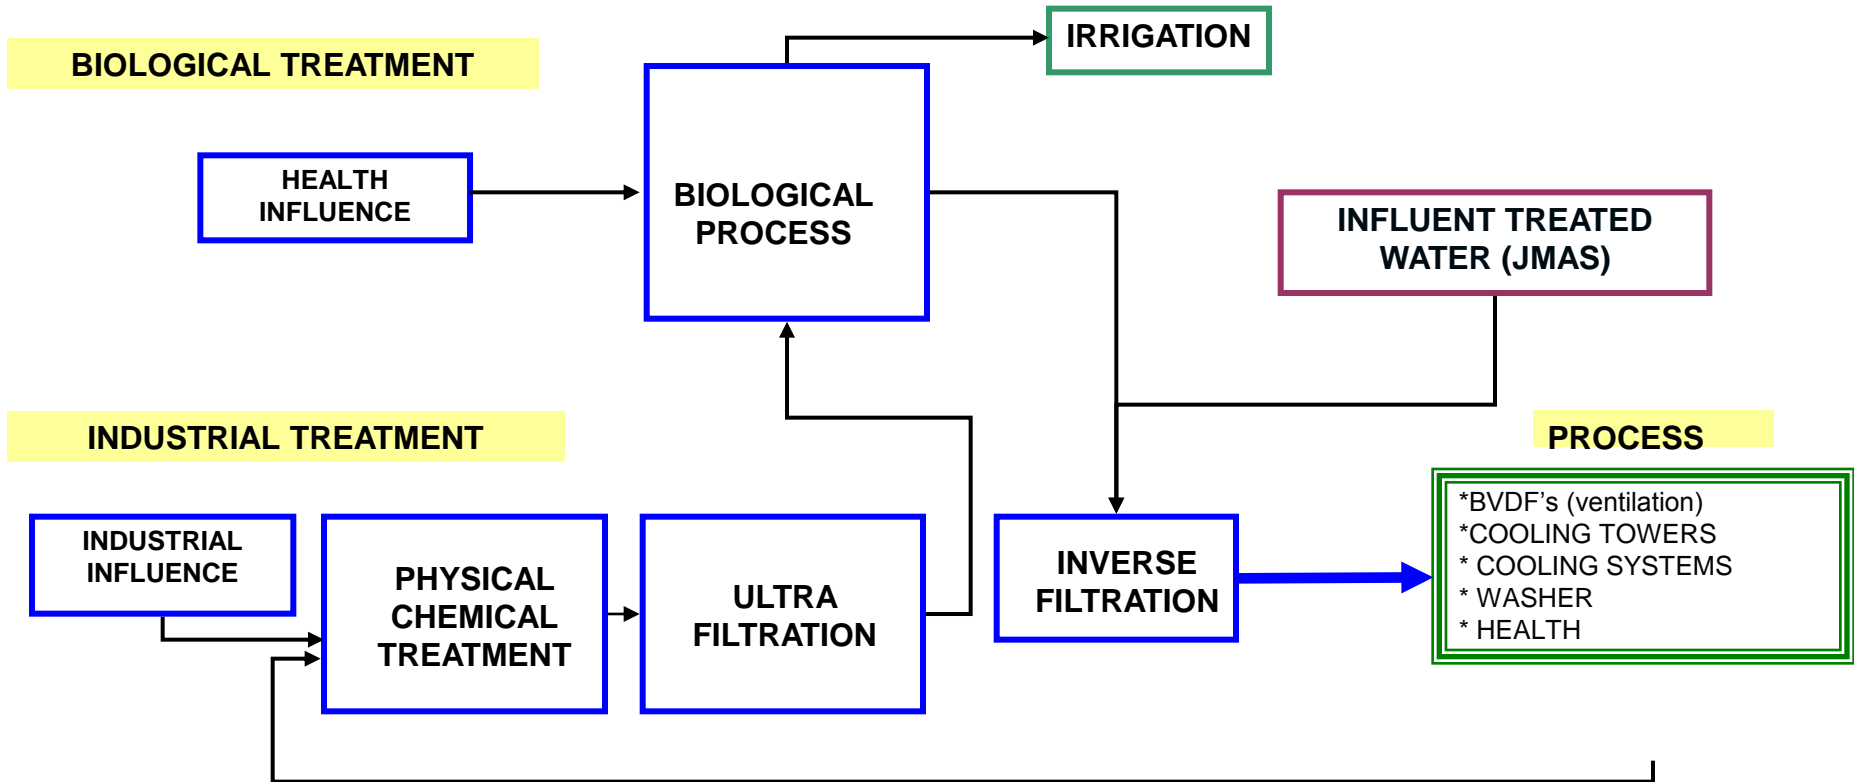 IRRIGATION
BIOLOGICAL TREATMENT
HEALTH
INFLUENCE
BIOLOGICAL
PROCESS
INFLUENT TREATED
WATER (JMAS)
INDUSTRIAL TREATMENT
PROCESS
INDUSTRIAL
INFLUENCE
PHYSICAL
CHEMICAL
TREATMENT
ULTRA
FILTRATION
INVERSE
FILTRATION
*BVDF's (ventilation)
*COOLING TOWERS
* COOLING SYSTEMS
* WASHER
* HEALTH